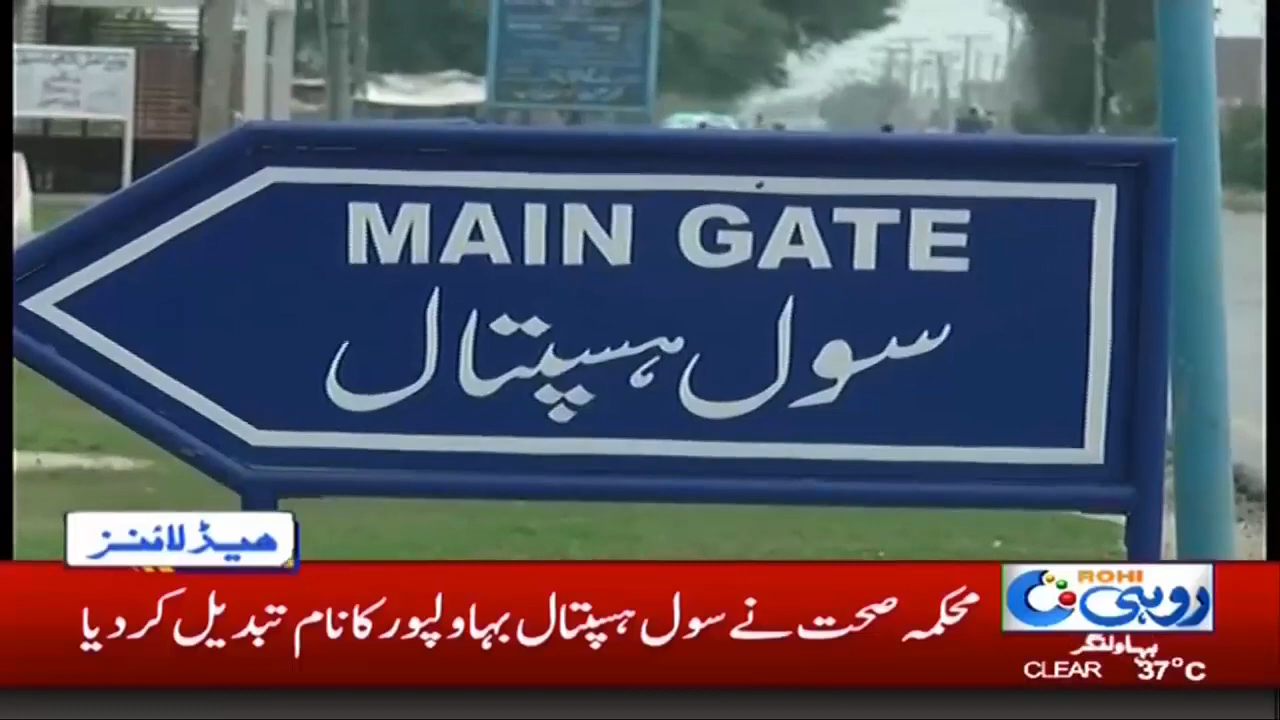 MAIN GATE
سول ہسپتال
ھیڈ لائنز
محکمہ صحت نے سول ہسپتال بہاولپور کا نام تبدیل کر دیا
ROHI
روہی
بہاولنگر
CLEAR 37°C